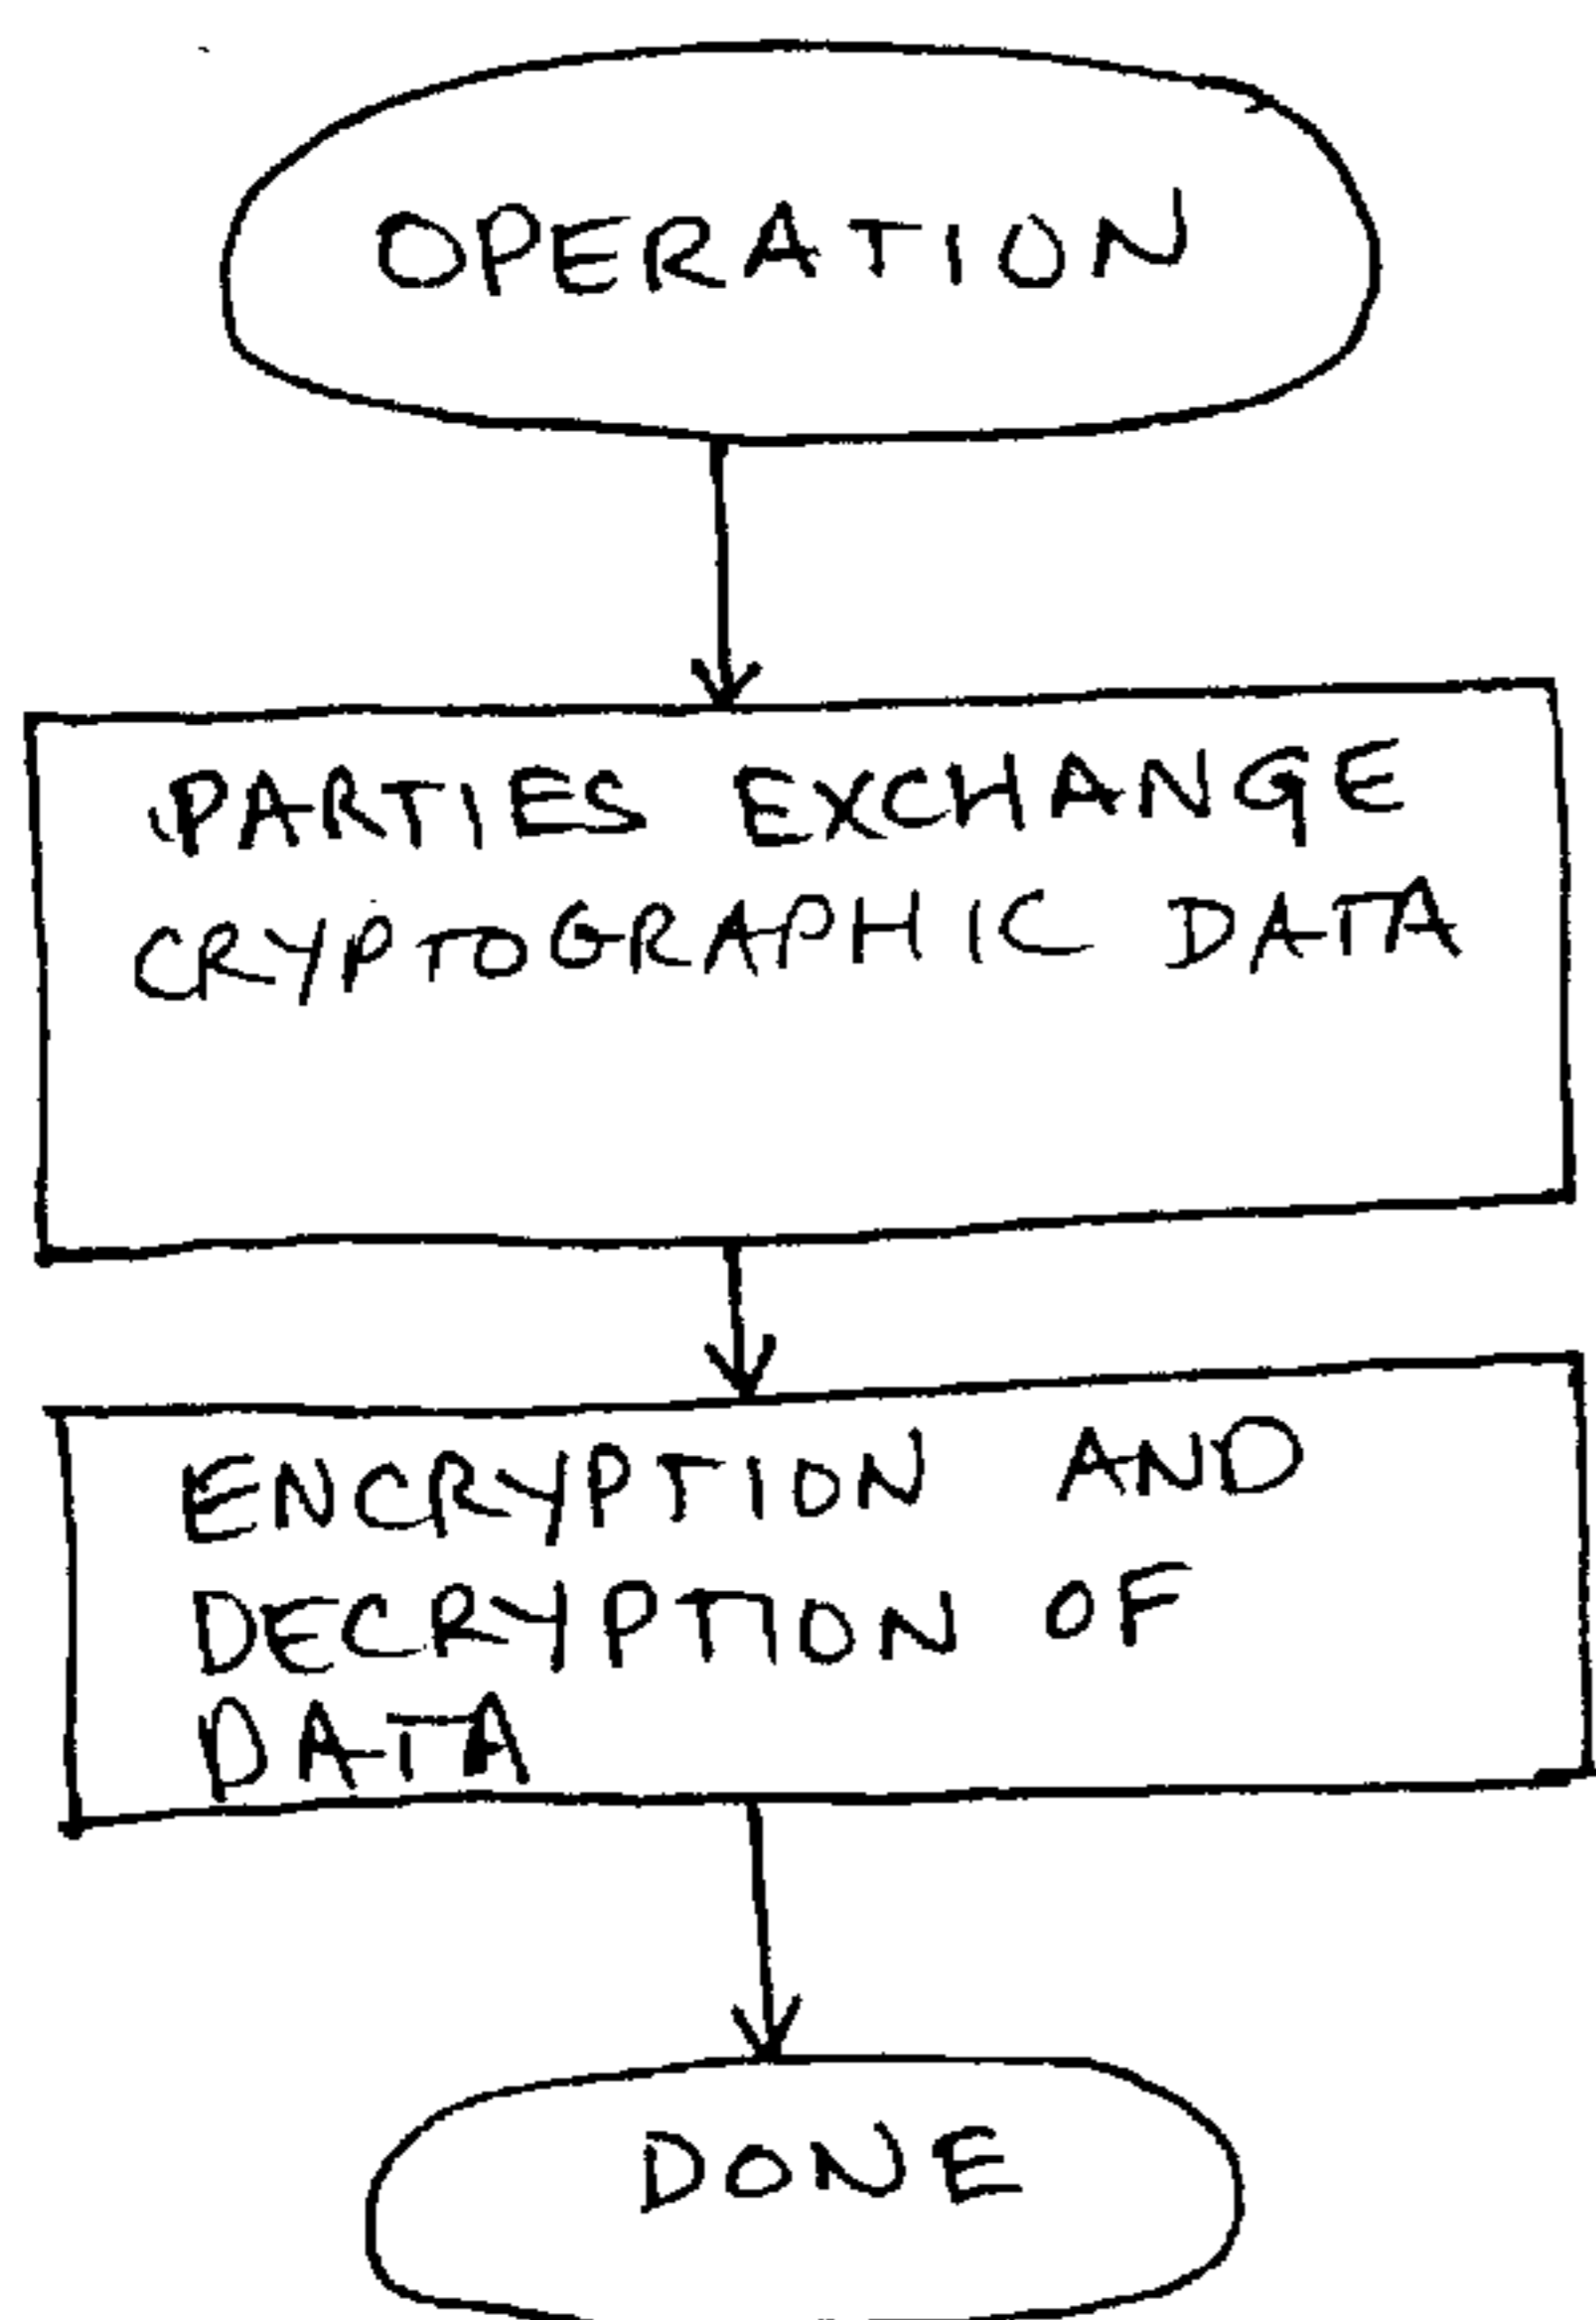 OPERATION
PARTIES EXCHANGE
CRYPTOGRAPHIC DATA
ENCRYPTION AND
DECRYPTION OF
DATA
DONE